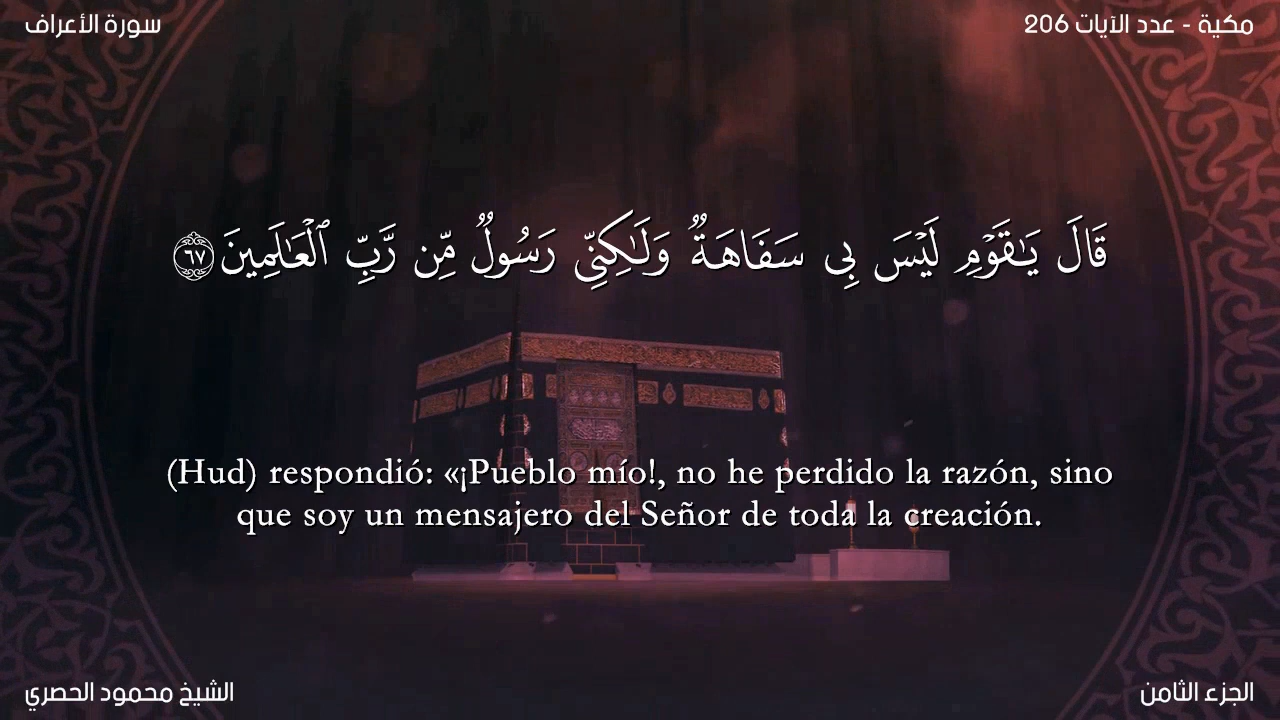 سورة الأعراف
مكية - عدد الآيات 206
قَالَ يَٰقَوْمِ لَيْسَ بِى سَفَاهَةٌ وَلَٰكِنِّى رَسُولٌ مِّن رَّبِّ ٱلْعَٰلَمِينَ ٦٧
(Hud) respondió: «¡Pueblo mío!, no he perdido la razón, sino
que soy un mensajero del Señor de toda la creación.
الشيخ محمود الحصري
الجزء الثامن